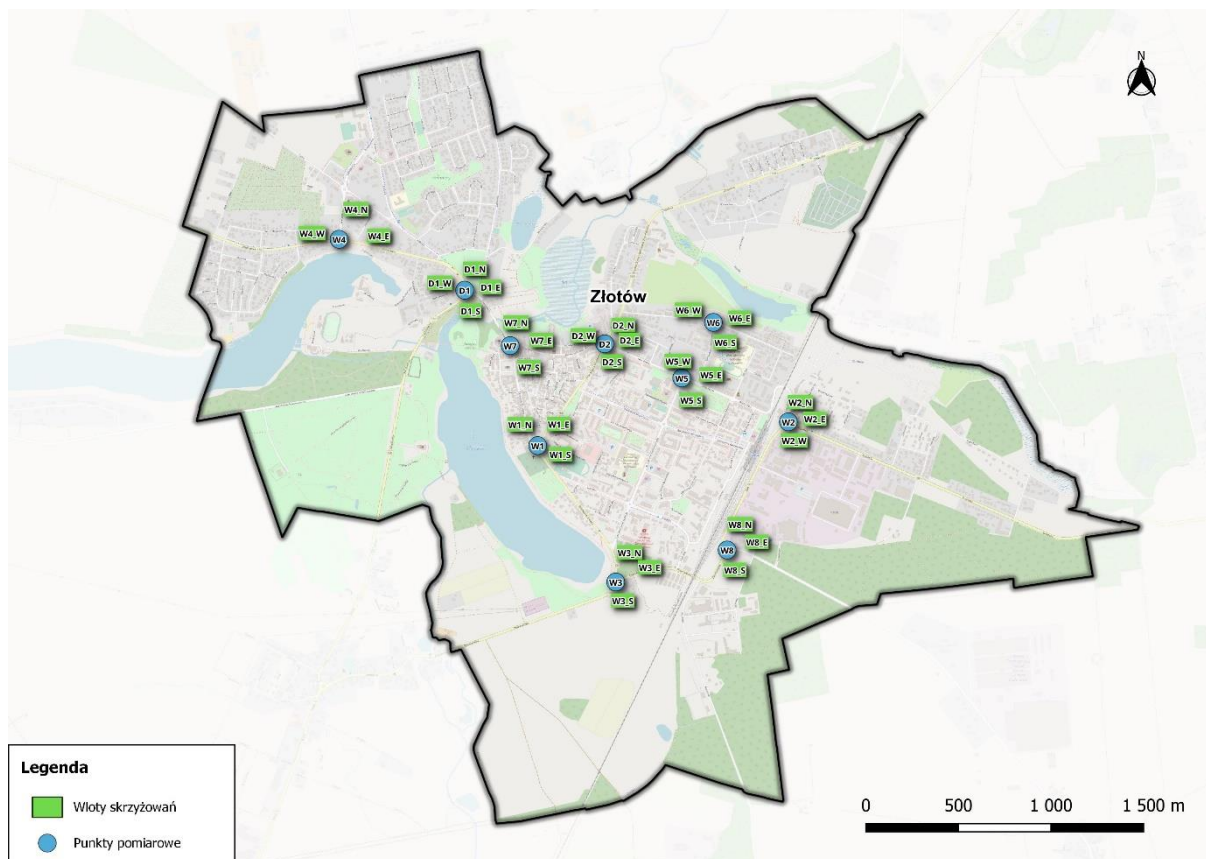 N
W4_N
W4_W
W4
W4_E
D1_N
D1_W
D1
D1_E
D1_S
Złotów
W7_N
W7
W7_E
W7_S
D2_N
D2_W
D2
D2_E
D2_S
W6_W
W6
W6_E
W6_S
W5_W
W5
W5_E
W5_S
W2_N
W2
W2_E
W2_W
W1_N
W1_E
W1
W1_S
W8_N
W8
W8_E
W8_S
W3_N
W3_E
W3
W3_S
Legenda
Wloty skrzyżowań
Punkty pomiarowe
0 500 1 000 1 500 m